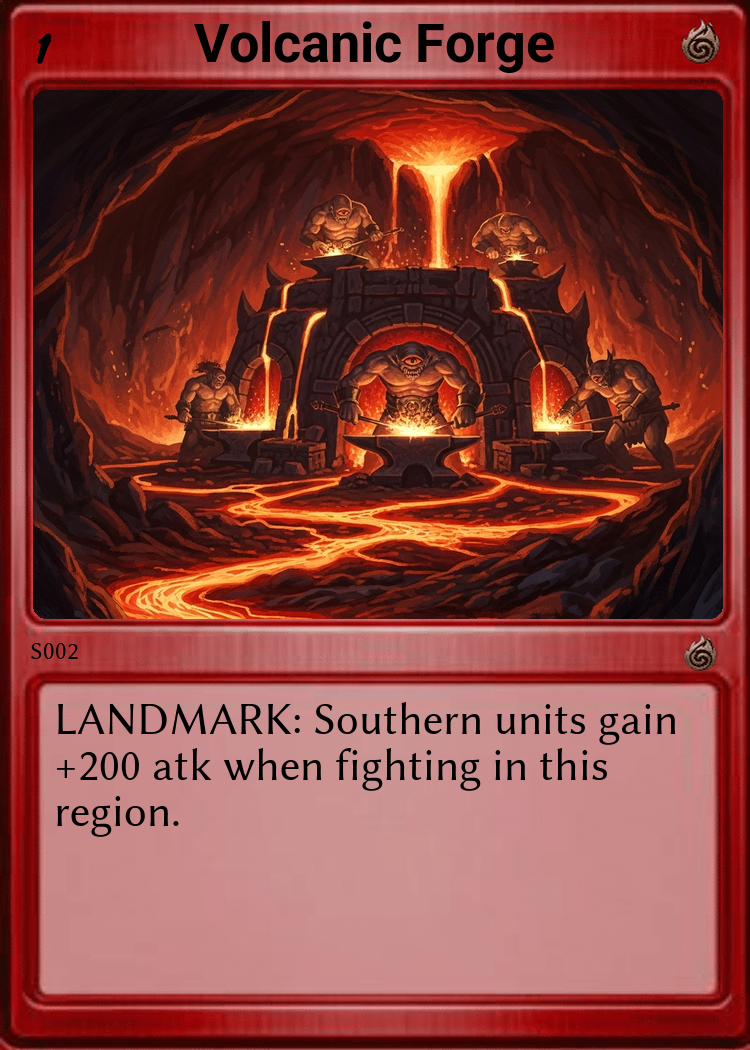 1
Volcanic Forge
S002
LANDMARK: Southern units gain
+200 atk when fighting in this
region.